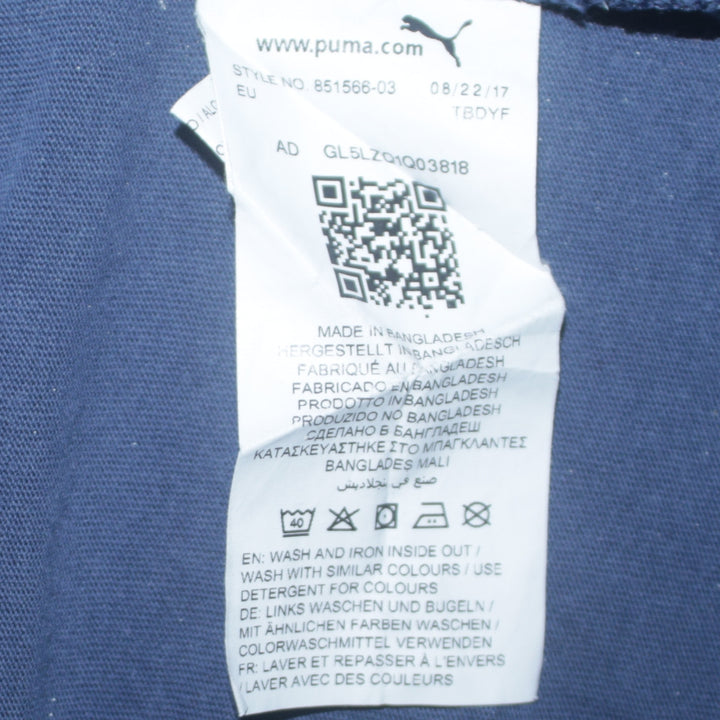 www.puma.com
STYLE NO. 851566-03 08/22/17
EU TBDYF
AD GL5LZQ1Q03818
MADE IN BANGLADESH
HERGESTELLT IN BANGLADESCH
FABRIQUÉ AU BANGLADESH
FABRICADO EN BANGLADESH
PRODOTTO IN BANGLADESH
PRODUZIDO NO BANGLADESH
СДЕЛАНО В БАНГЛАДЕШ
ΚΑΤΑΣΚΕΥΑΣΤΗΚΕ ΣΤΟ ΜΠΑΓΚΛΑΝΤΕΣ
BANGLADES MALI
صنع في بنجلاديش
40
EN: WASH AND IRON INSIDE OUT /
WASH WITH SIMILAR COLOURS / USE
DETERGENT FOR COLOURS
DE: LINKS WASCHEN UND BUGELN /
MIT ÄHNLICHEN FARBEN WASCHEN /
COLORWASCHMITTEL VERWENDEN
FR: LAVER ET REPASSER À L'ENVERS
/ LAVER AVEC DES COULEURS